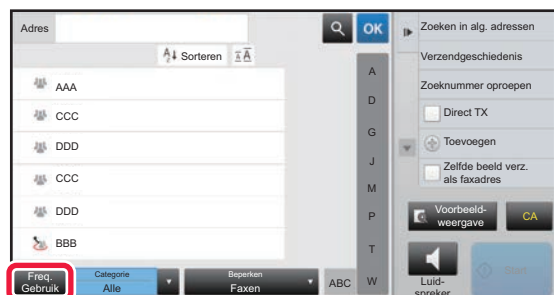 Adres
OK
Sorteren
AAA
CCC
DDD
CCC
DDD
BBB
A
D
G
J
M
P
T
W
Freq.
Gebruik
Categorie
Alle
Beperken
Faxen
ABC
Zoeken in alg. adressen
Verzendgeschiedenis
Zoeknummer oproepen
Direct TX
Toevoegen
Zelfde beeld verz.
als faxadres
Voorbeeld-
weergave
CA
Luid-
spreker
Start